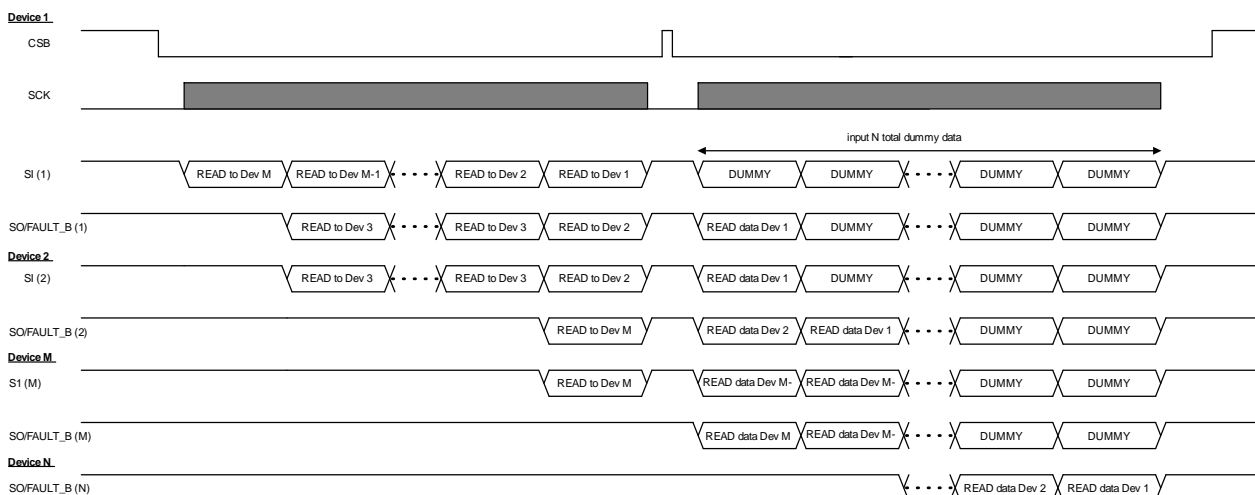 Device 1
CSB
SCK
input N total dummy data
SI (1) READ to Dev M READ to Dev M-1 READ to Dev 2 READ to Dev 1 DUMMY DUMMY DUMMY DUMMY
SO/FAULT_B (1) READ to Dev 3 READ to Dev 3 READ to Dev 2 READ data Dev 1 DUMMY DUMMY DUMMY
Device 2
SI (2) READ to Dev 3 READ to Dev 3 READ to Dev 2 READ data Dev 1 DUMMY DUMMY DUMMY
SO/FAULT_B (2) READ to Dev M READ data Dev 2 READ data Dev 1 DUMMY DUMMY
Device M
S1 (M) READ to Dev M READ data Dev M- READ data Dev M- DUMMY DUMMY
SO/FAULT_B (M) READ data Dev M READ data Dev M- DUMMY DUMMY
Device N
SO/FAULT_B (N) READ data Dev 2 READ data Dev 1